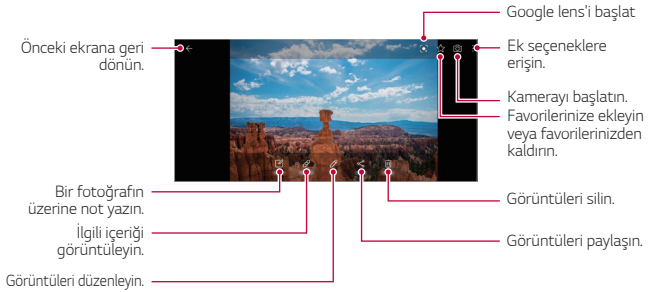 Google lens'i başlat
Önceki ekrana geri
dönün.
Ek seçeneklere
erişin.
Kamerayı başlatın.
Favorilerinize ekleyin
veya favorilerinizden
kaldırın.
Bir fotoğrafın
üzerine not yazın.
Görüntüleri silin.
İlgili içeriği
görüntüleyin.
Görüntüleri paylaşın.
Görüntüleri düzenleyin.